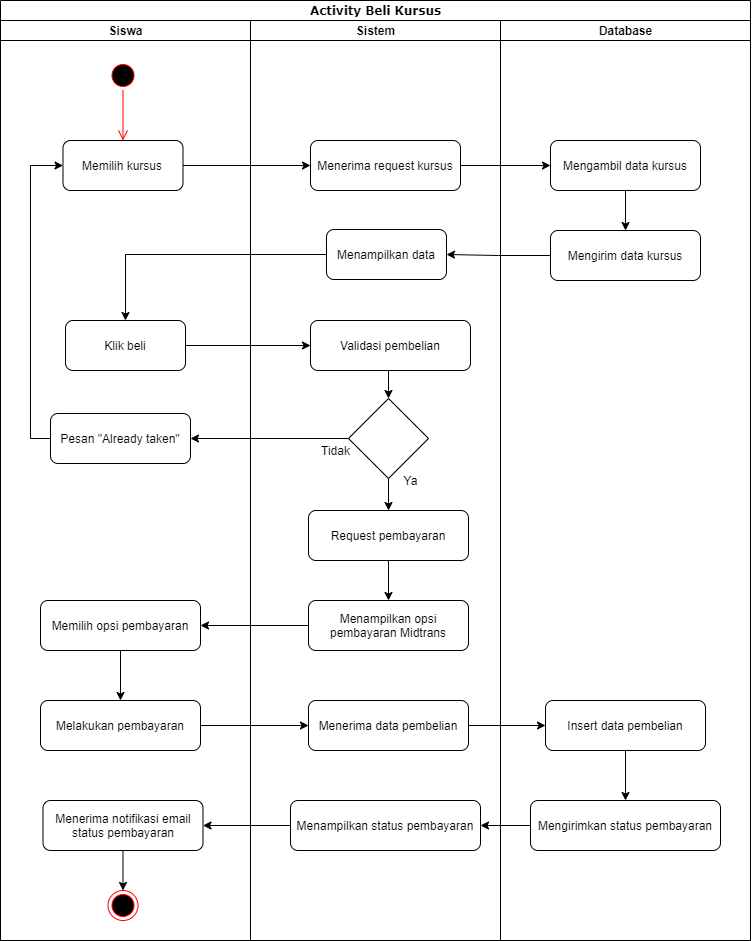 Activity Beli Kursus
Siswa
Sistem
Database
Memilih kursus
Menerima request kursus
Mengambil data kursus
Menampilkan data
Mengirim data kursus
Klik beli
Validasi pembelian
Pesan "Already taken"
Tidak
Ya
Request pembayaran
Memilih opsi pembayaran
Menampilkan opsi
pembayaran Midtrans
Melakukan pembayaran
Menerima data pembelian
Insert data pembelian
Menerima notifikasi email
status pembayaran
Menampilkan status pembayaran
Mengirimkan status pembayaran